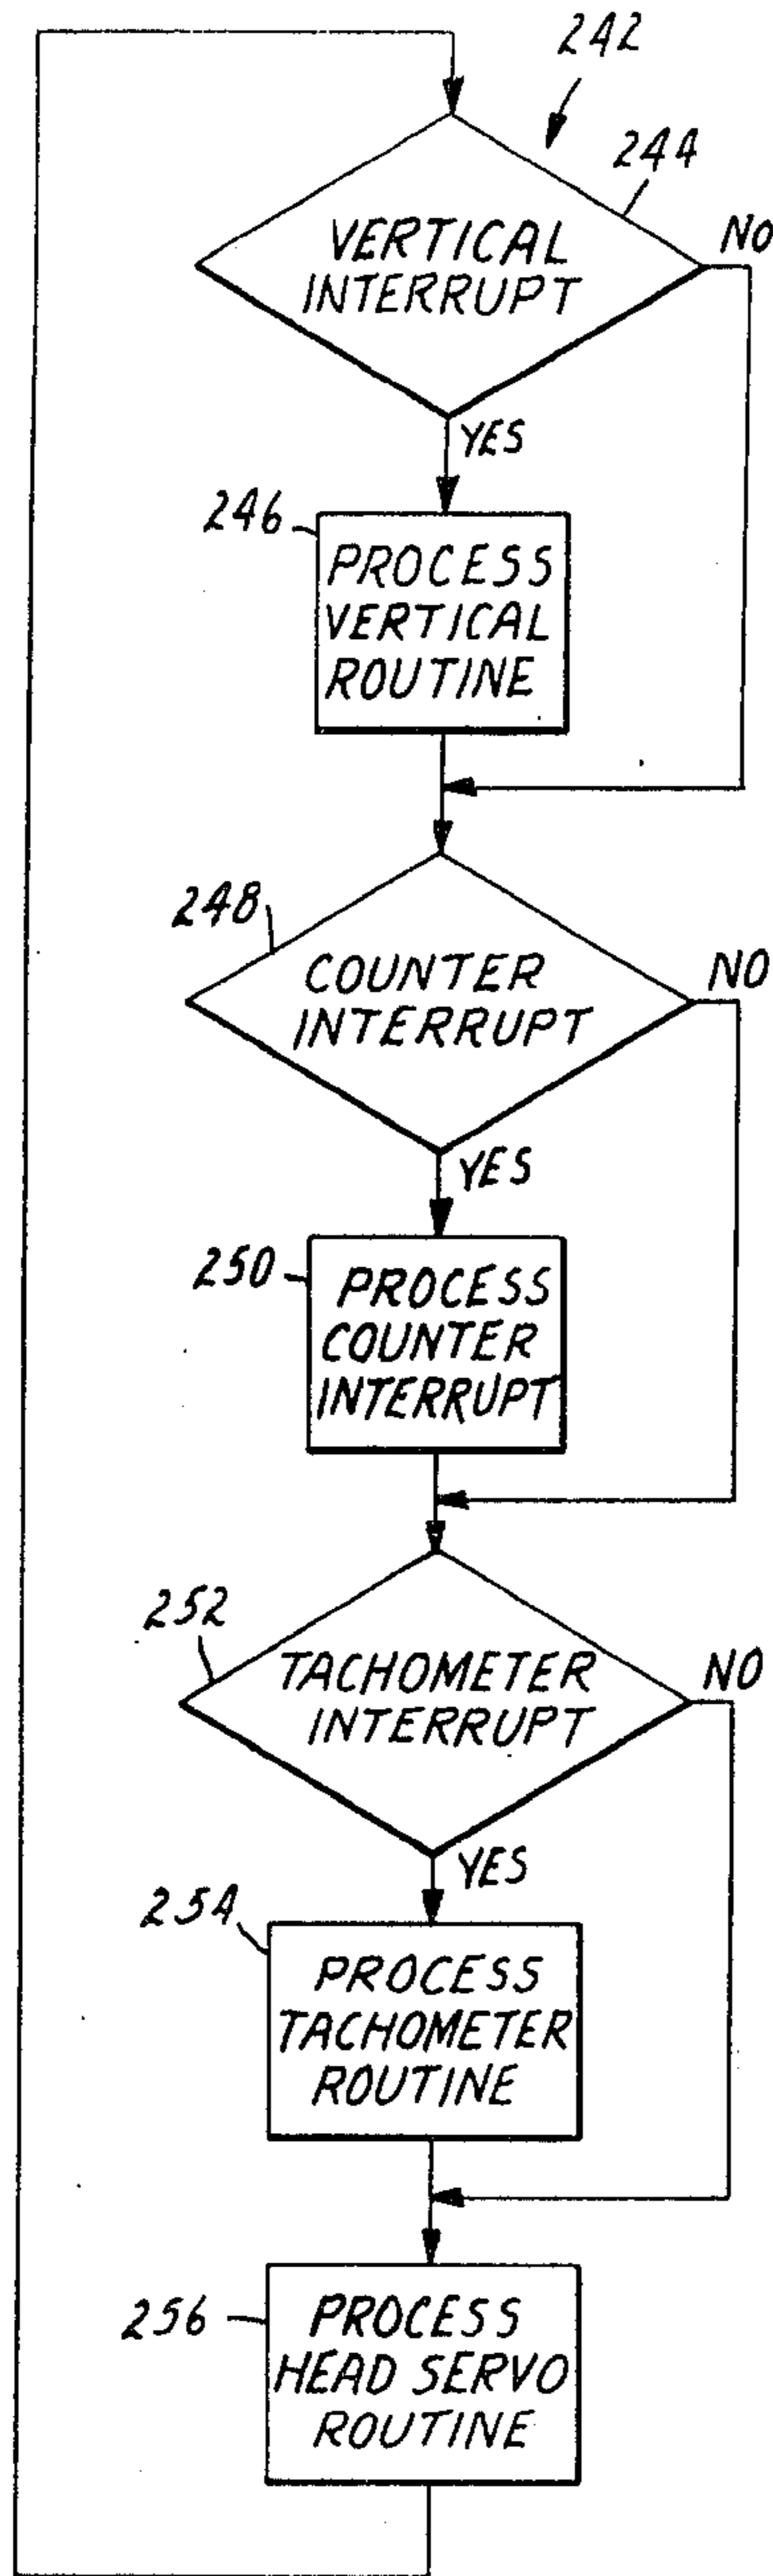 242
244
VERTICAL
INTERRUPT
NO
YES
246
PROCESS
VERTICAL
ROUTINE
248
COUNTER
INTERRUPT
NO
YES
250
PROCESS
COUNTER
INTERRUPT
252
TACHOMETER
INTERRUPT
NO
YES
254
PROCESS
TACHOMETER
ROUTINE
256
PROCESS
HEAD SERVO
ROUTINE